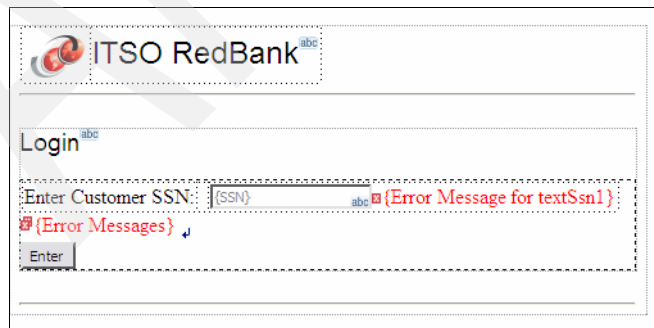 ITSO RedBank abc
Login abc
Enter Customer SSN: {SSN} abc {Error Message for textSsn1}
{Error Messages}
Enter